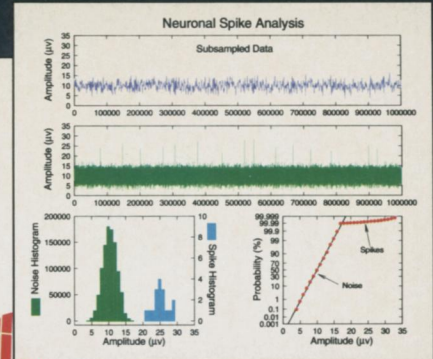 Neuronal Spike Analysis
Subsampled Data
Amplitude (μv)
35
30
25
20
15
10
5
0
0 100000 200000 300000 400000 500000 600000 700000 800000 900000 1000000
Amplitude (μv)
35
30
25
20
15
10
5
0
0 100000 200000 300000 400000 500000 600000 700000 800000 900000 1000000
Noise Histogram
200000
150000
100000
50000
0
0 5 10 15 20 25 30 35
Amplitude (μv)
10
8
6
4
2
0
Spike Histogram
Probability (%)
99.999
99.99
99.9
99
90
70
50
30
10
1
0.1
0.01
0.001
Spikes
Noise
5 10 15 20 25 30 35
Amplitude (μv)